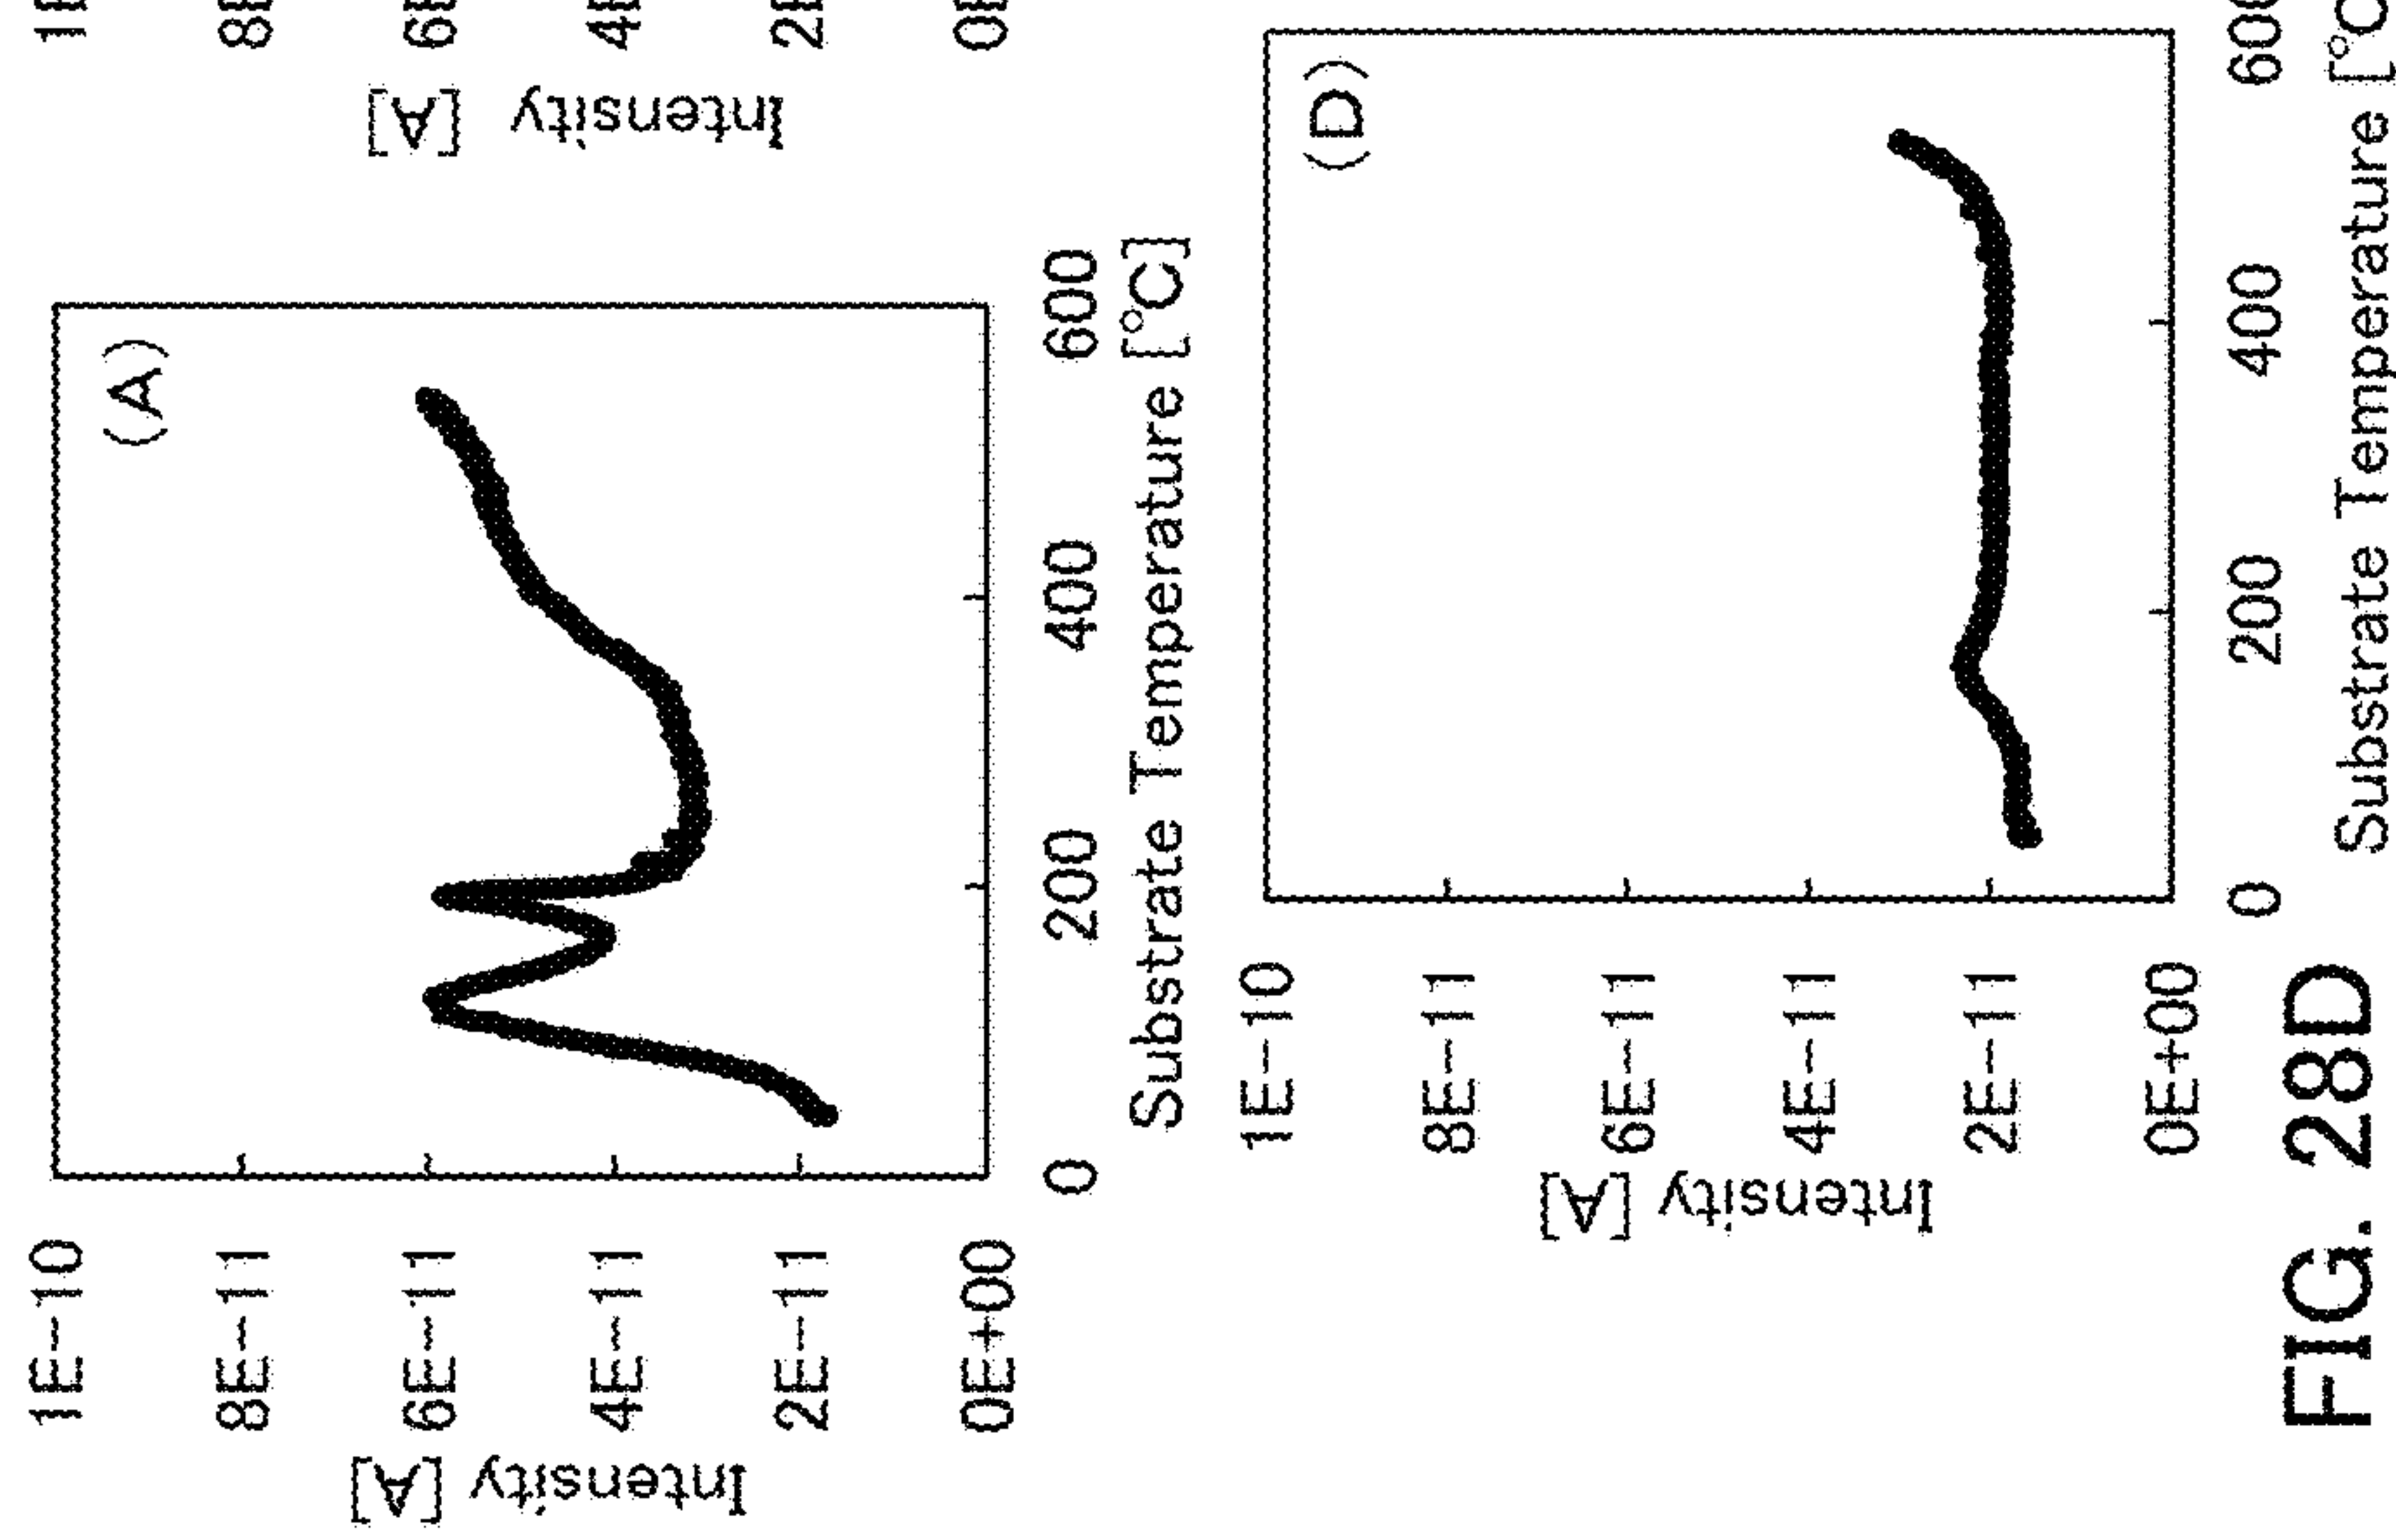 Intensity [A]
1E-10
8E-11
6E-11
4E-11
2E-11
0E+00
(A)
0
200
400
600
Substrate Temperature [°C]
Intensity [A]
FIG. 28D
Intensity [A]
1E-10
8E-11
6E-11
4E-11
2E-11
0E+00
(D)
0
200
400
Substrate Temperature